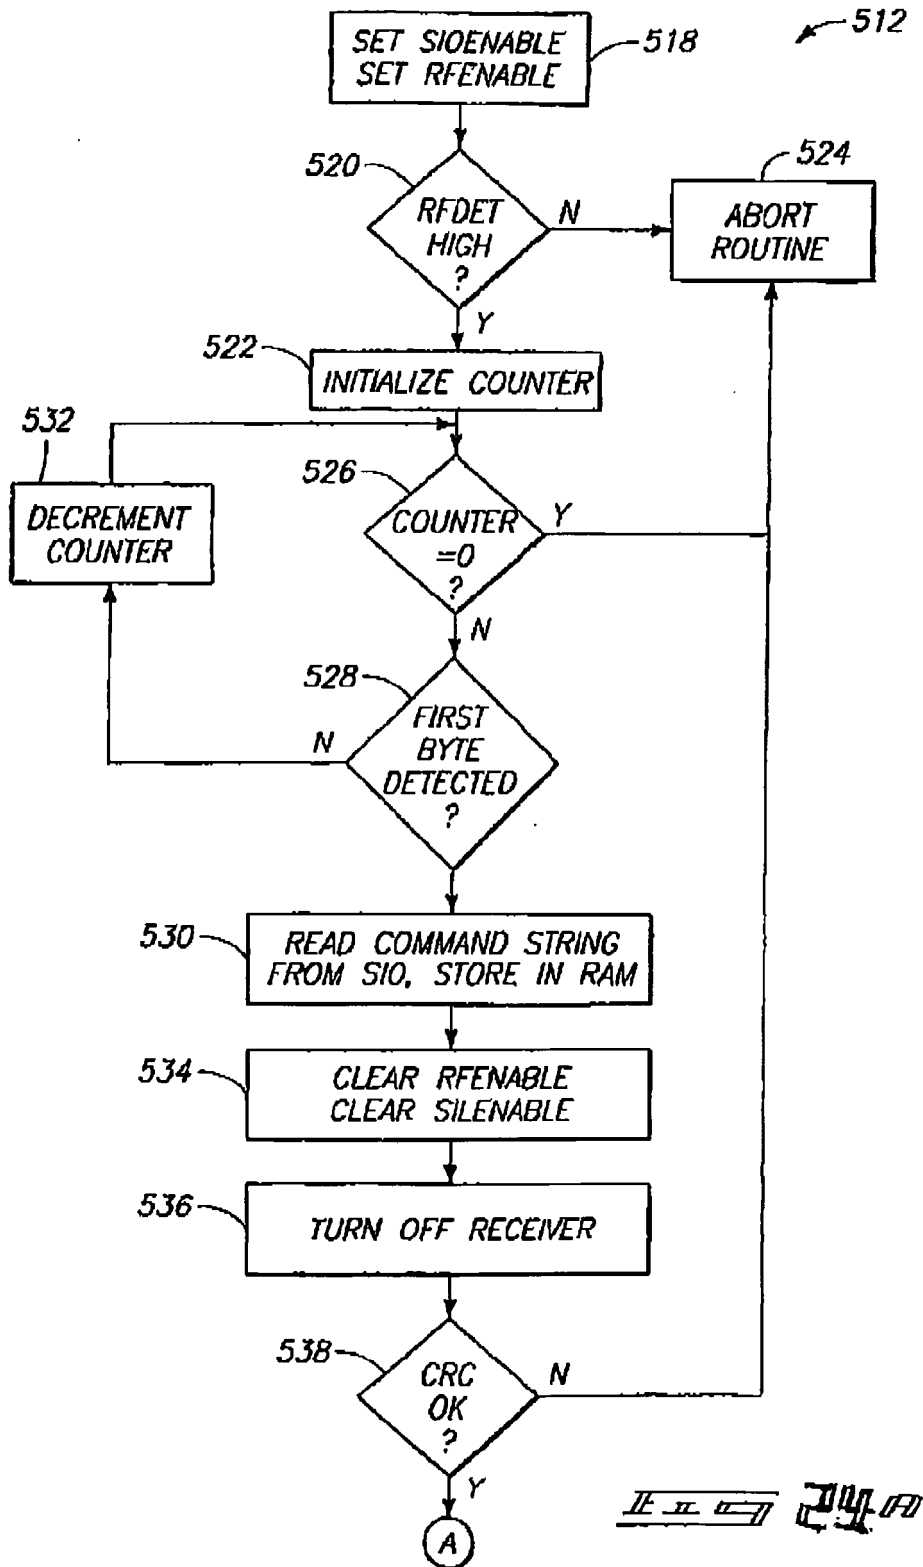 512
SET SIOENABLE
SET RFENABLE
518
520
RFDET
HIGH
?
N
Y
524
ABORT
ROUTINE
522
INITIALIZE COUNTER
532
DECREMENT
COUNTER
526
COUNTER
=0
?
Y
N
528
FIRST
BYTE
DETECTED
?
N
530
READ COMMAND STRING
FROM SIO, STORE IN RAM
534
CLEAR RFENABLE
CLEAR SILENABLE
536
TURN OFF RECEIVER
538
CRC
OK
?
N
Y
A
FIG 24A